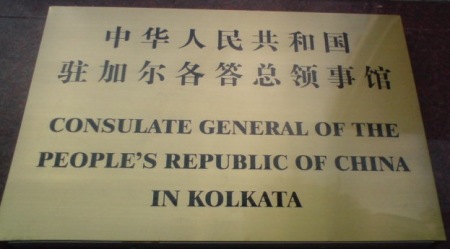 中华人民共和国
驻加尔各答总领事馆
CONSULATE GENERAL OF THE
PEOPLE'S REPUBLIC OF CHINA
IN KOLKATA